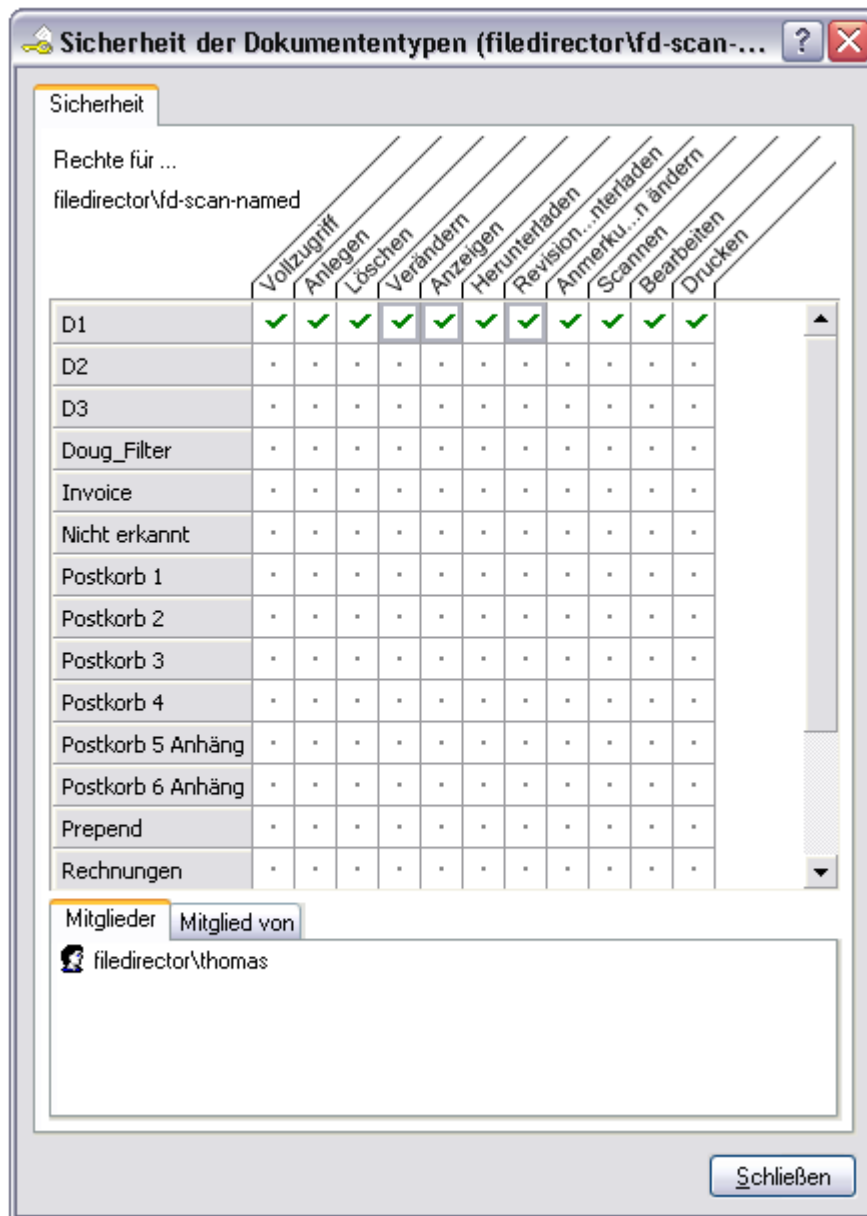 Sicherheit der Dokumententypen (filedirector\fd-scan-...
Sicherheit
Rechte für ...
filedirector\fd-scan-named
Vollzugriff
Anlegen
Löschen
Verändern
Anzeigen
Herunterladen
Revision...nterladen
Anmerku...n ändern
Scannen
Bearbeiten
Drucken
D1
D2
D3
Doug_Filter
Invoice
Nicht erkannt
Postkorb 1
Postkorb 2
Postkorb 3
Postkorb 4
Postkorb 5 Anhäng
Postkorb 6 Anhäng
Prepend
Rechnungen
Mitglieder Mitglied von
filedirector\thomas
Schließen